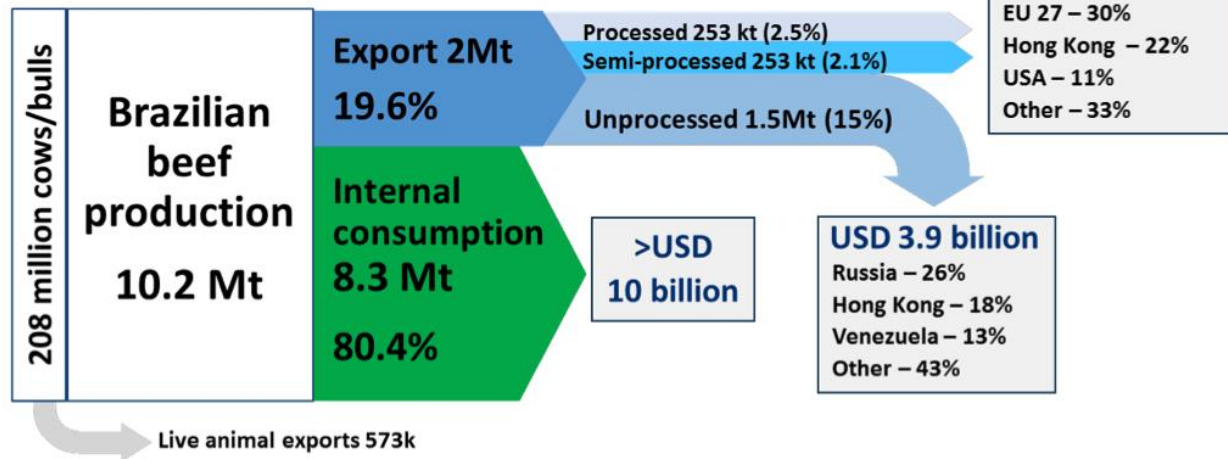 208 million cows/bulls
Brazilian
beef
production
10.2 Mt
Export 2Mt
19.6%
Internal
consumption
8.3 Mt
80.4%
Processed 253 kt (2.5%)
Semi-processed 253 kt (2.1%)
Unprocessed 1.5Mt (15%)
EU 27 – 30%
Hong Kong – 22%
USA – 11%
Other – 33%
>USD
10 billion
USD 3.9 billion
Russia – 26%
Hong Kong – 18%
Venezuela – 13%
Other – 43%
Live animal exports 573k